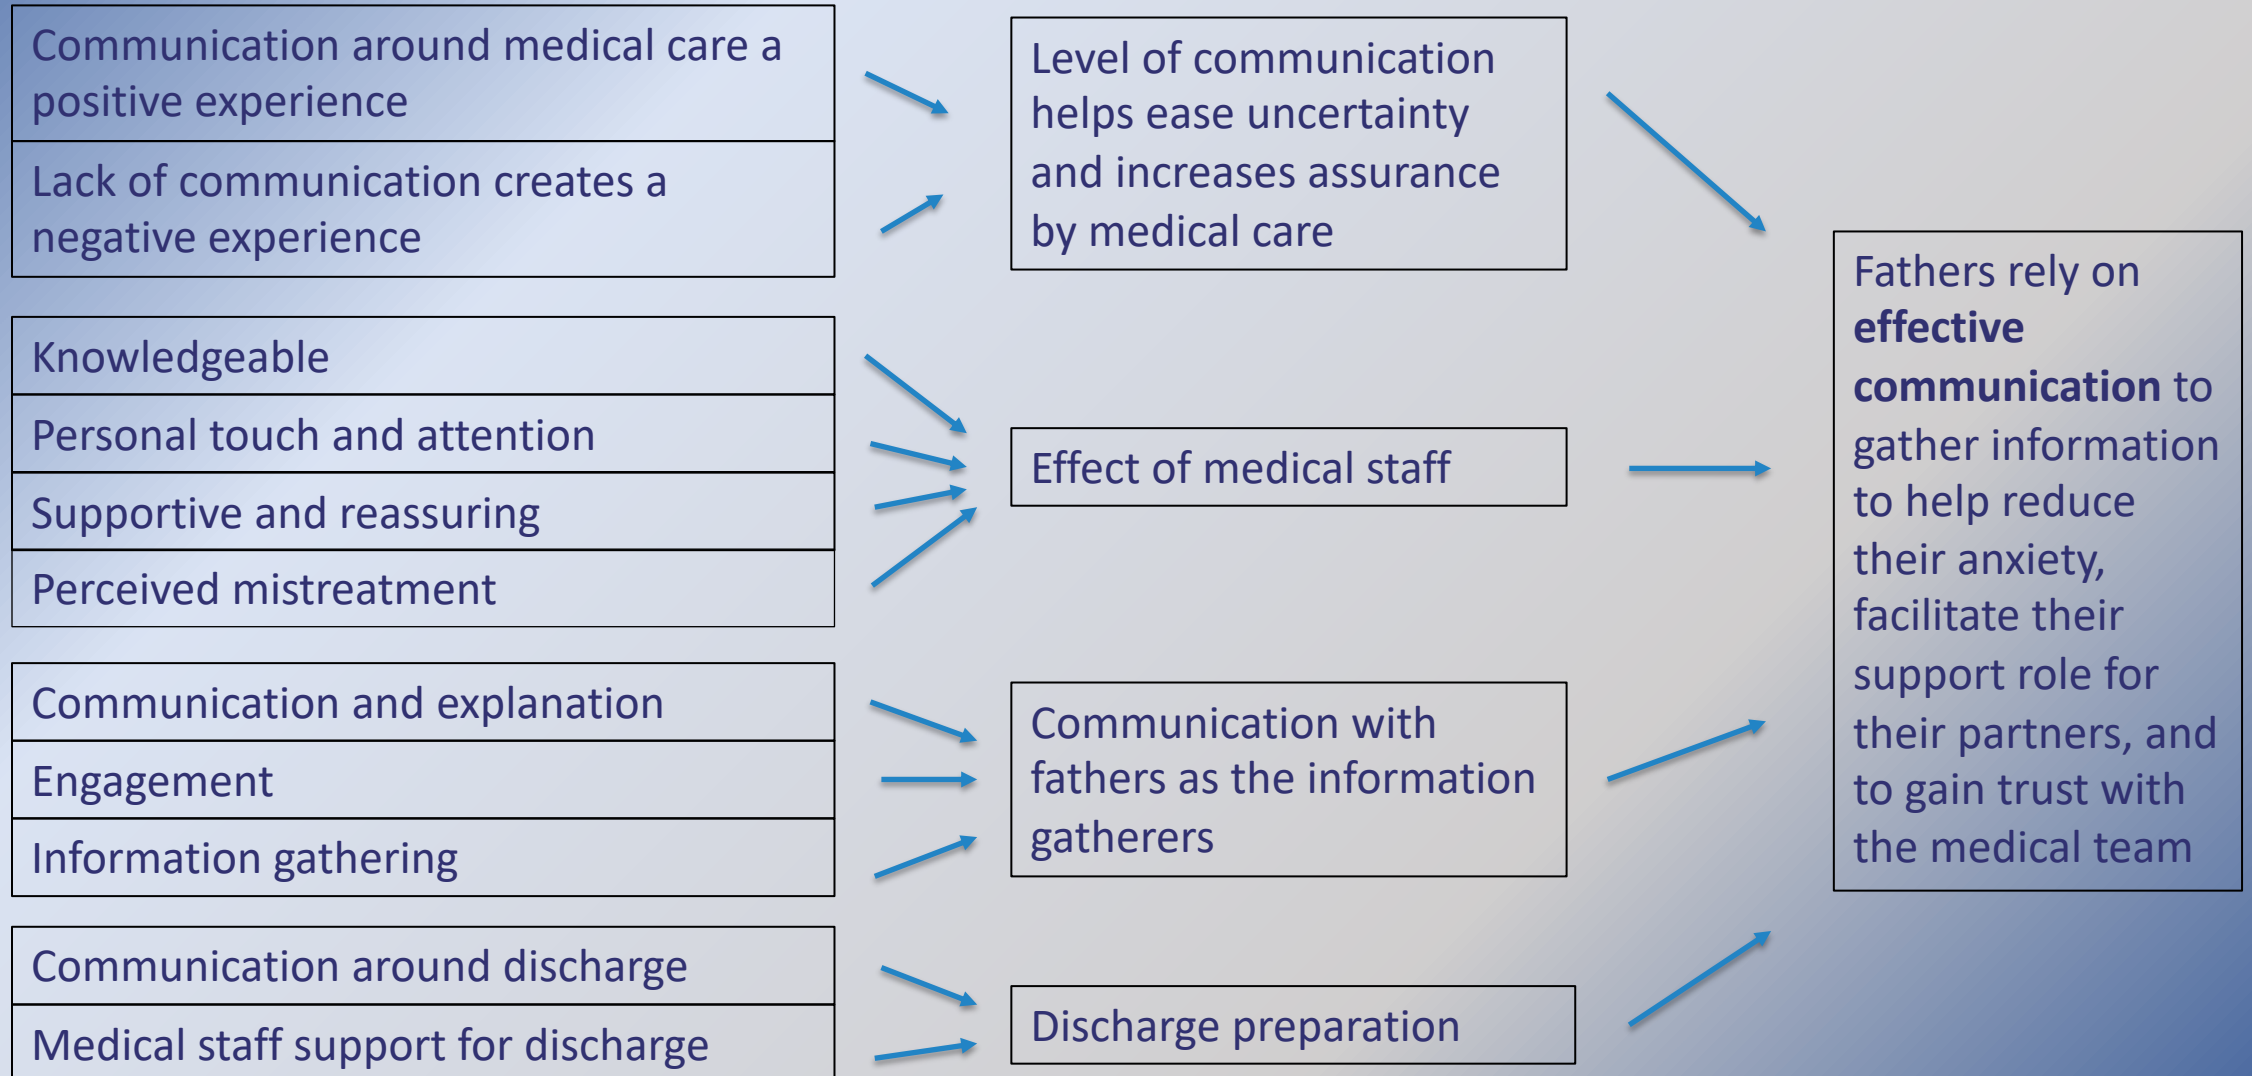 Communication around medical care a
positive experience
Lack of communication creates a
negative experience
Knowledgeable
Personal touch and attention
Supportive and reassuring
Perceived mistreatment
Communication and explanation
Engagement
Information gathering
Communication around discharge
Medical staff support for discharge
Level of communication
helps ease uncertainty
and increases assurance
by medical care
Effect of medical staff
Communication with
fathers as the information
gatherers
Discharge preparation
Fathers rely on
effective
communication to
gather information
to help reduce
their anxiety,
facilitate their
support role for
their partners, and
to gain trust with
the medical team